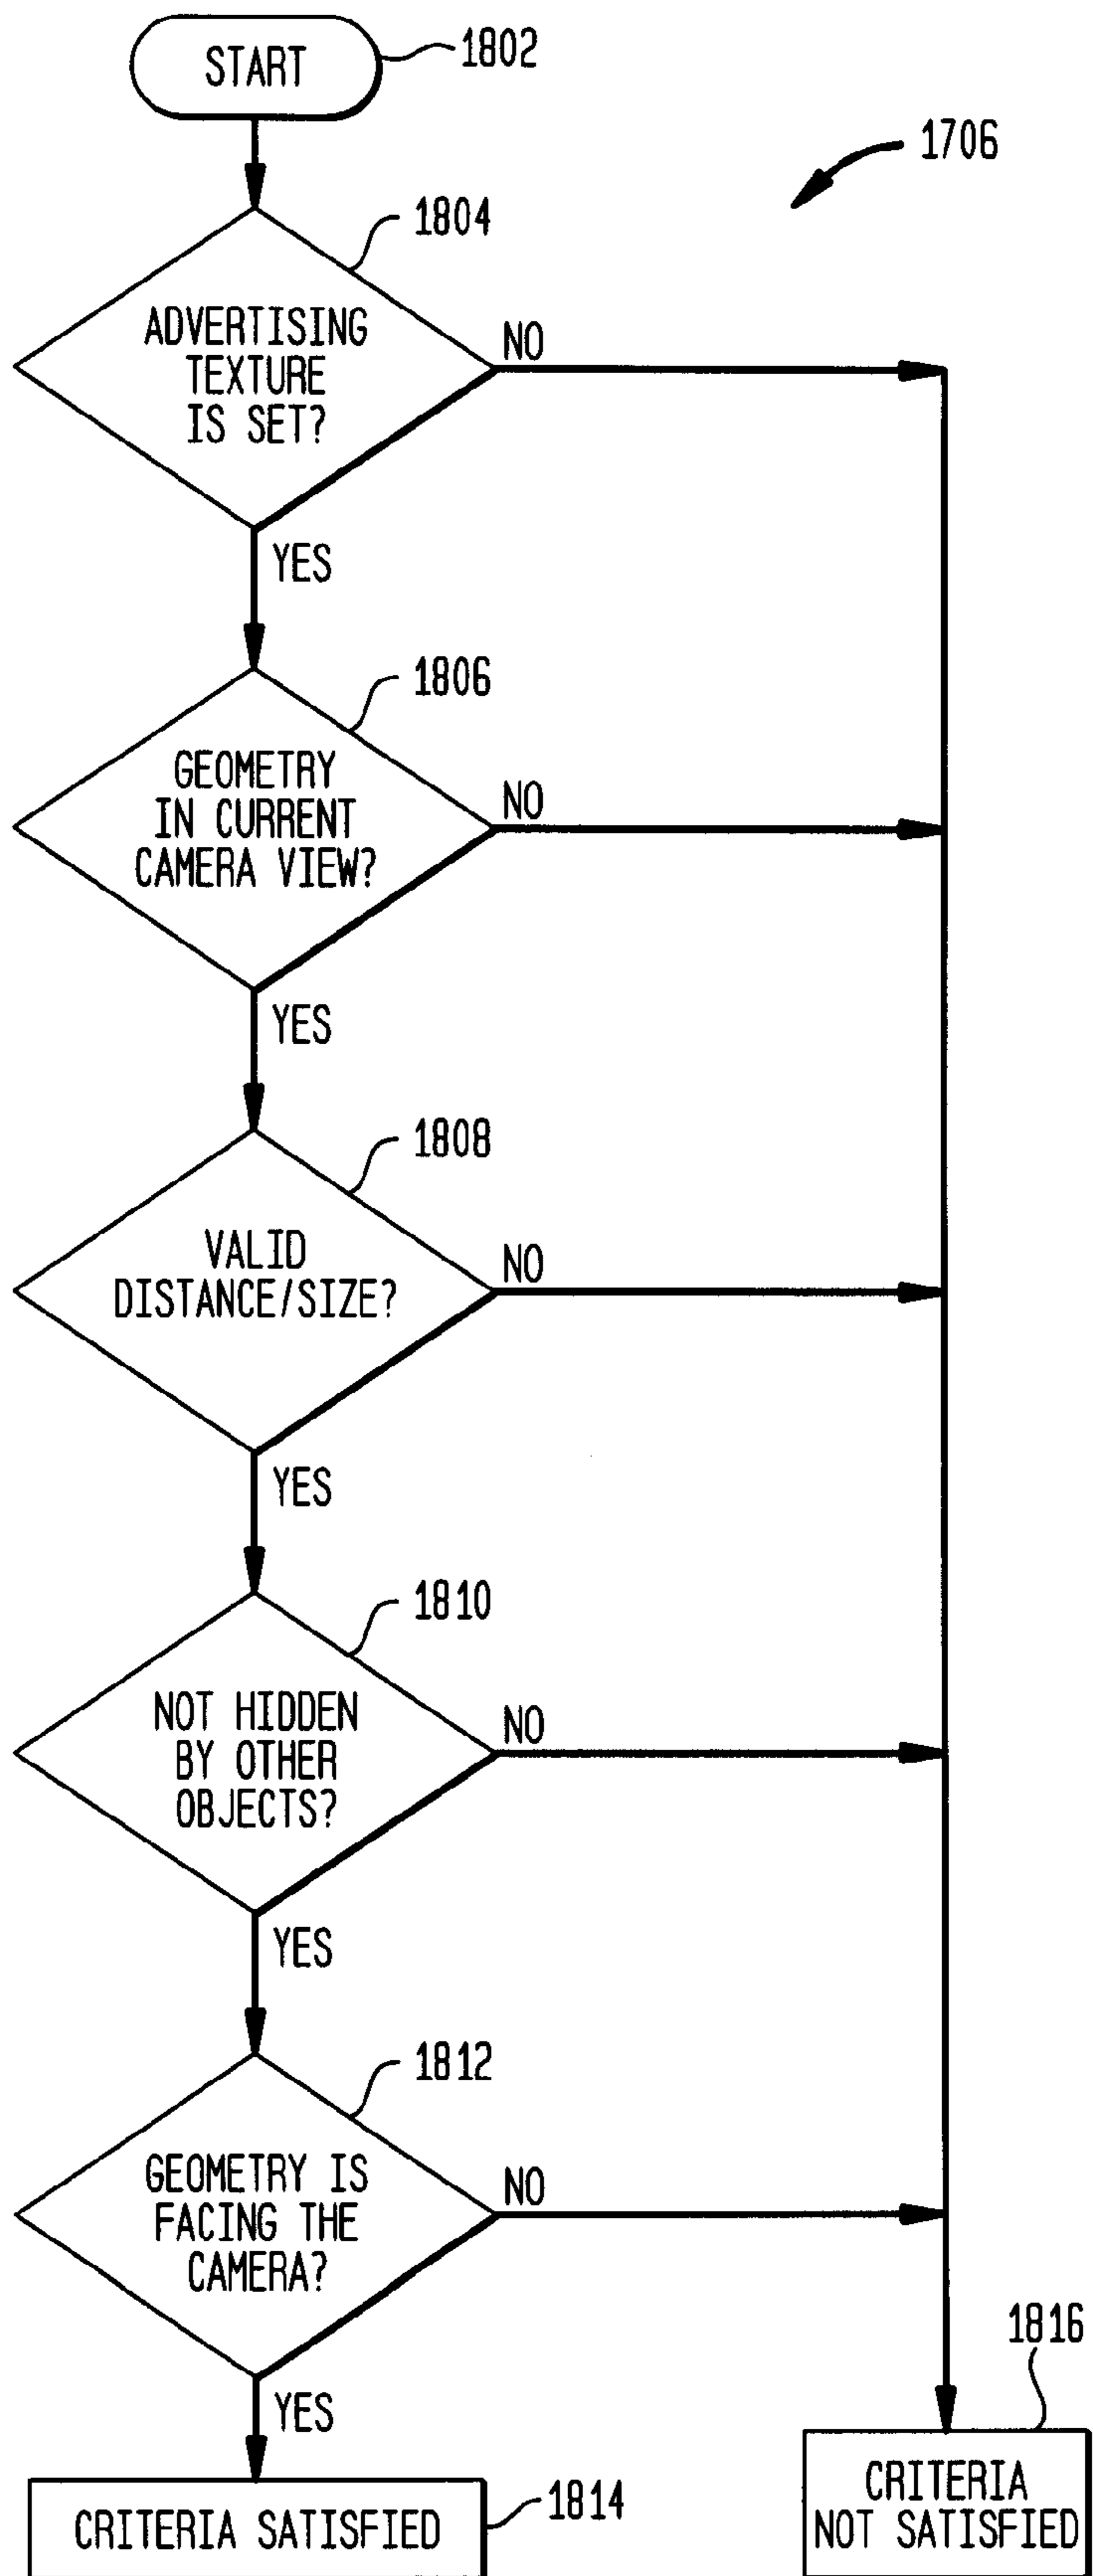 START
1802
1706
1804
ADVERTISING
TEXTURE
IS SET?
NO
YES
1806
GEOMETRY
IN CURRENT
CAMERA VIEW?
NO
YES
1808
VALID
DISTANCE/SIZE?
NO
YES
1810
NOT HIDDEN
BY OTHER
OBJECTS?
NO
YES
1812
GEOMETRY IS
FACING THE
CAMERA?
NO
YES
1816
CRITERIA
NOT SATISFIED
CRITERIA SATISFIED
1814